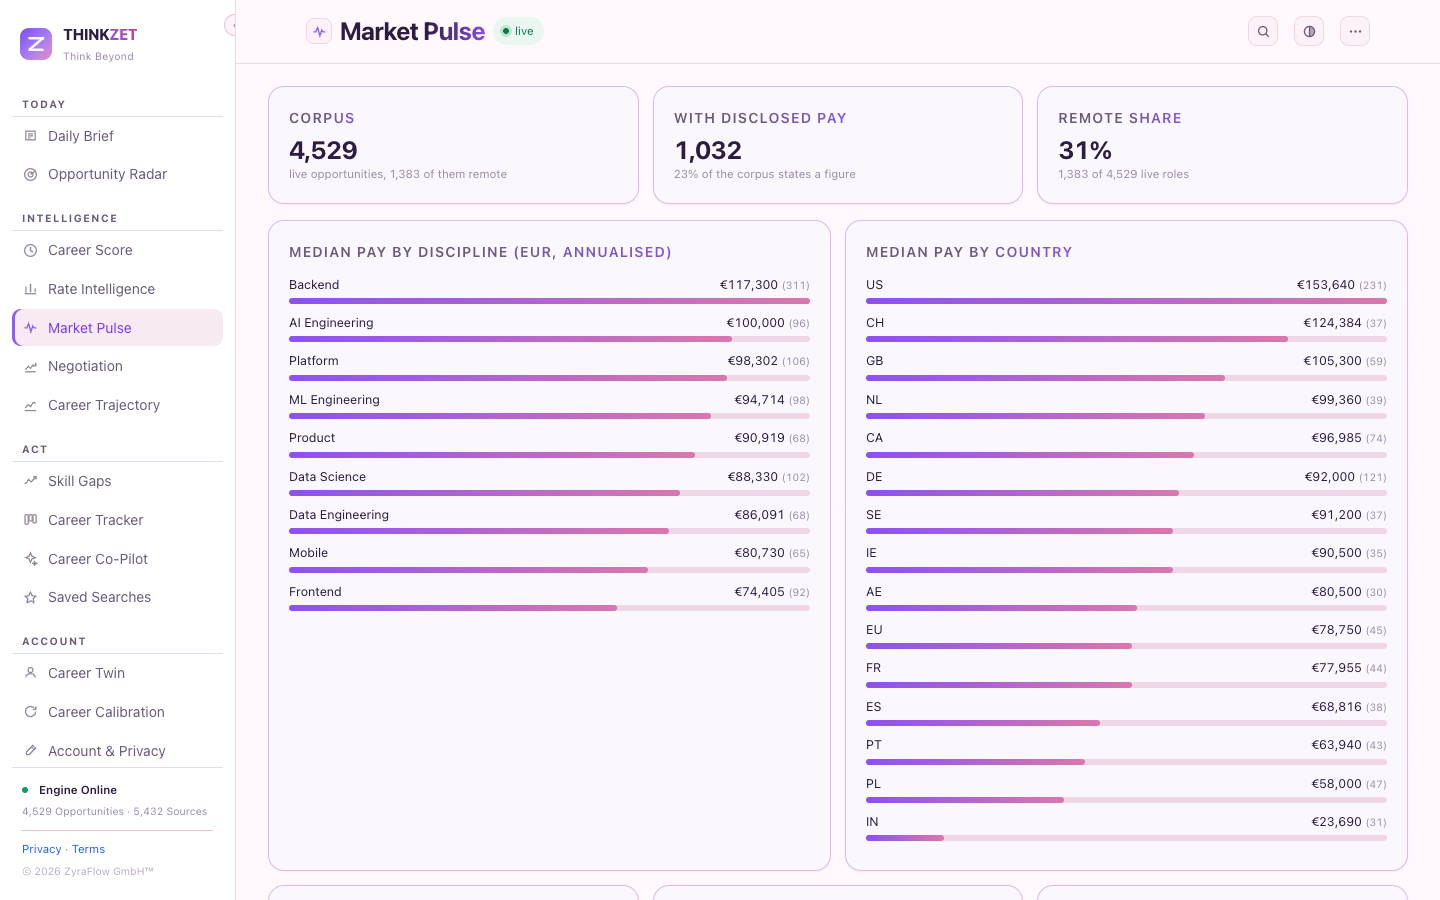 THINKZET
Think Beyond
TODAY
Daily Brief
Opportunity Radar
INTELLIGENCE
Career Score
Rate Intelligence
Market Pulse
Negotiation
Career Trajectory
ACT
Skill Gaps
Career Tracker
Career Co-Pilot
Saved Searches
ACCOUNT
Career Twin
Career Calibration
Account & Privacy
Engine Online
4,529 Opportunities · 5,432 Sources
Privacy · Terms
© 2026 ZyraFlow GmbH™
Market Pulse
live
CORPUS
4,529
live opportunities, 1,383 of them remote
WITH DISCLOSED PAY
1,032
23% of the corpus states a figure
REMOTE SHARE
31%
1,383 of 4,529 live roles
MEDIAN PAY BY DISCIPLINE (EUR, ANNUALISED)
Backend €117,300 (311)
AI Engineering €100,000 (96)
Platform €98,302 (106)
ML Engineering €94,714 (98)
Product €90,919 (68)
Data Science €88,330 (102)
Data Engineering €86,091 (68)
Mobile €80,730 (65)
Frontend €74,405 (92)
MEDIAN PAY BY COUNTRY
US €153,640 (231)
CH €124,384 (37)
GB €105,300 (59)
NL €99,360 (39)
CA €96,985 (74)
DE €92,000 (121)
SE €91,200 (37)
IE €90,500 (35)
AE €80,500 (30)
EU €78,750 (45)
FR €77,955 (44)
ES €68,816 (38)
PT €63,940 (43)
PL €58,000 (47)
IN €23,690 (31)